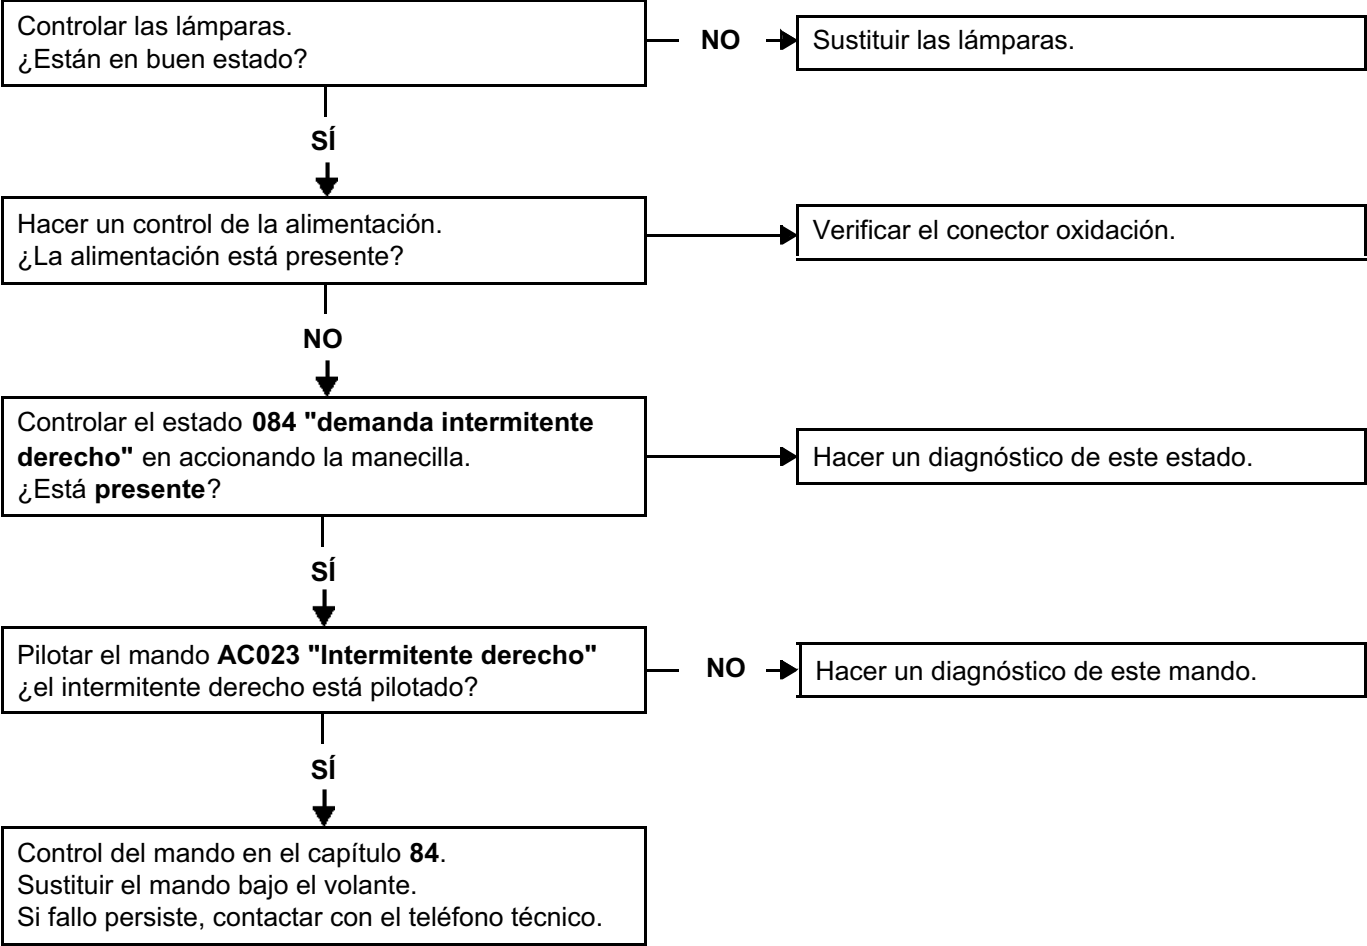 Controlar las lámparas.
¿Están en buen estado?
NO
Sustituir las lámparas.
SÍ
Hacer un control de la alimentación.
¿La alimentación está presente?
Verificar el conector oxidación.
NO
Controlar el estado 084 "demanda intermitente
derecho" en accionando la manecilla.
¿Está presente?
Hacer un diagnóstico de este estado.
SÍ
Pilotar el mando AC023 "Intermitente derecho"
¿el intermitente derecho está pilotado?
NO
Hacer un diagnóstico de este mando.
SÍ
Control del mando en el capítulo 84.
Sustituir el mando bajo el volante.
Si fallo persiste, contactar con el teléfono técnico.